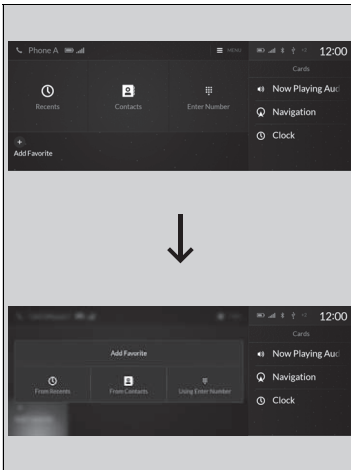 Phone A
MENU
12:00
Cards
Recents
Contacts
Enter Number
Now Playing Aud
Navigation
Clock
Add Favorite
12:00
Cards
Add Favorite
From Recents
From Contacts
Using Enter Number
Now Playing Aud
Navigation
Clock